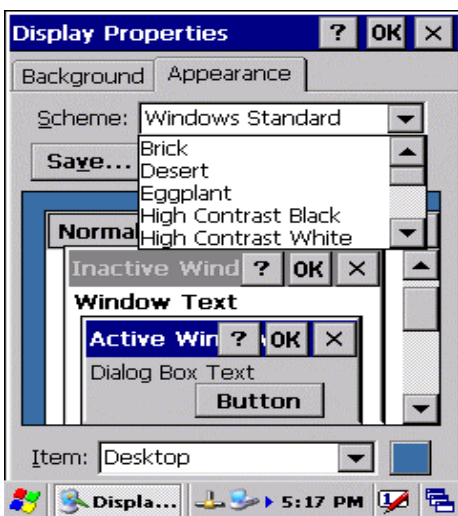 Display Properties ? OK ×
Background Appearance
Scheme: Windows Standard
Save...
Brick
Desert
Eggplant
High Contrast Black
High Contrast White
Normal
Inactive Wind ? OK ×
Window Text
Active Win ? OK ×
Dialog Box Text
Button
Item: Desktop
Displa... 5:17 PM